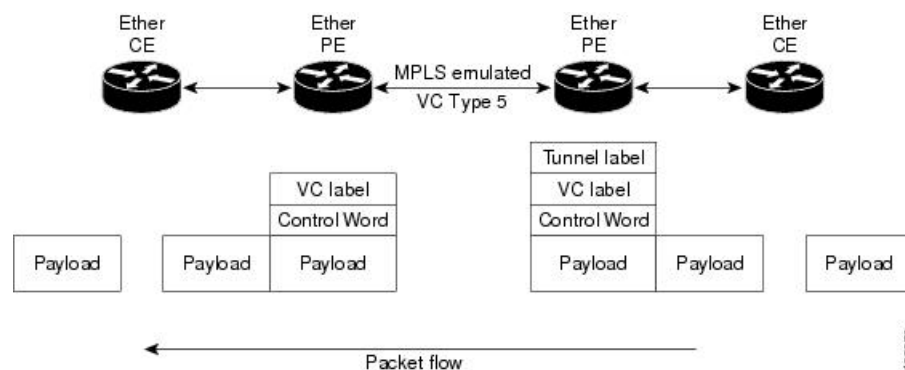 Ether
CE
Ether
PE
Ether
PE
Ether
CE
MPLS emulated
VC Type 5
Tunnel label
VC label
VC label
Control Word
Control Word
Payload
Payload
Payload
Payload
Payload
Payload
Packet flow